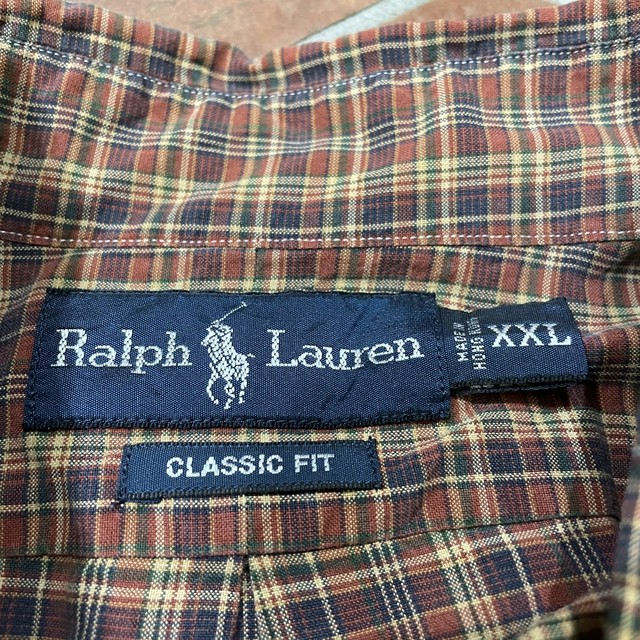 Ralph Lauren
MADE IN
HONG KONG
XXL
CLASSIC FIT